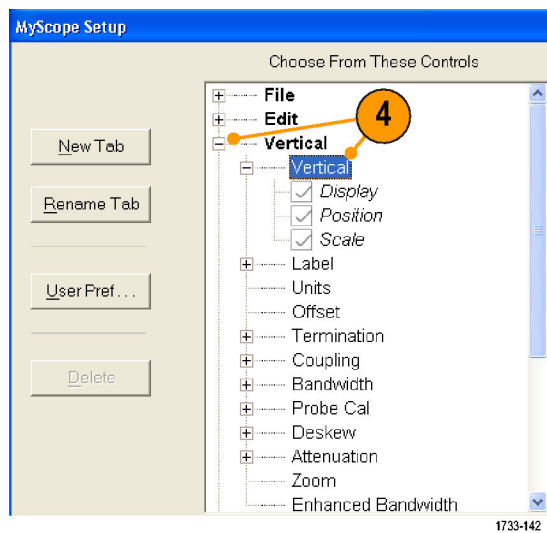 MyScope Setup
Choose From These Controls
File
Edit
4
Vertical
New Tab
Vertical
Display
Rename Tab
Position
Scale
Label
User Pref...
Units
Offset
Termination
Delete
Coupling
Bandwidth
Probe Cal
Deskew
Attenuation
Zoom
Enhanced Bandwidth
1733-142